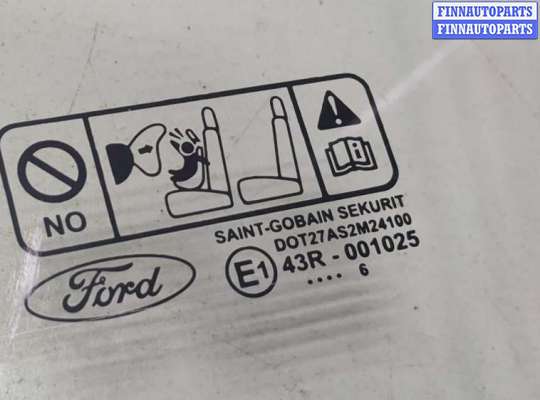 FINNAUTOPARTS
FINNAUTOPARTS
NO
i
SAINT-GOBAIN SEKURIT
DOT27AS2M24100
E1 43R - 001025
.... 6
Ford